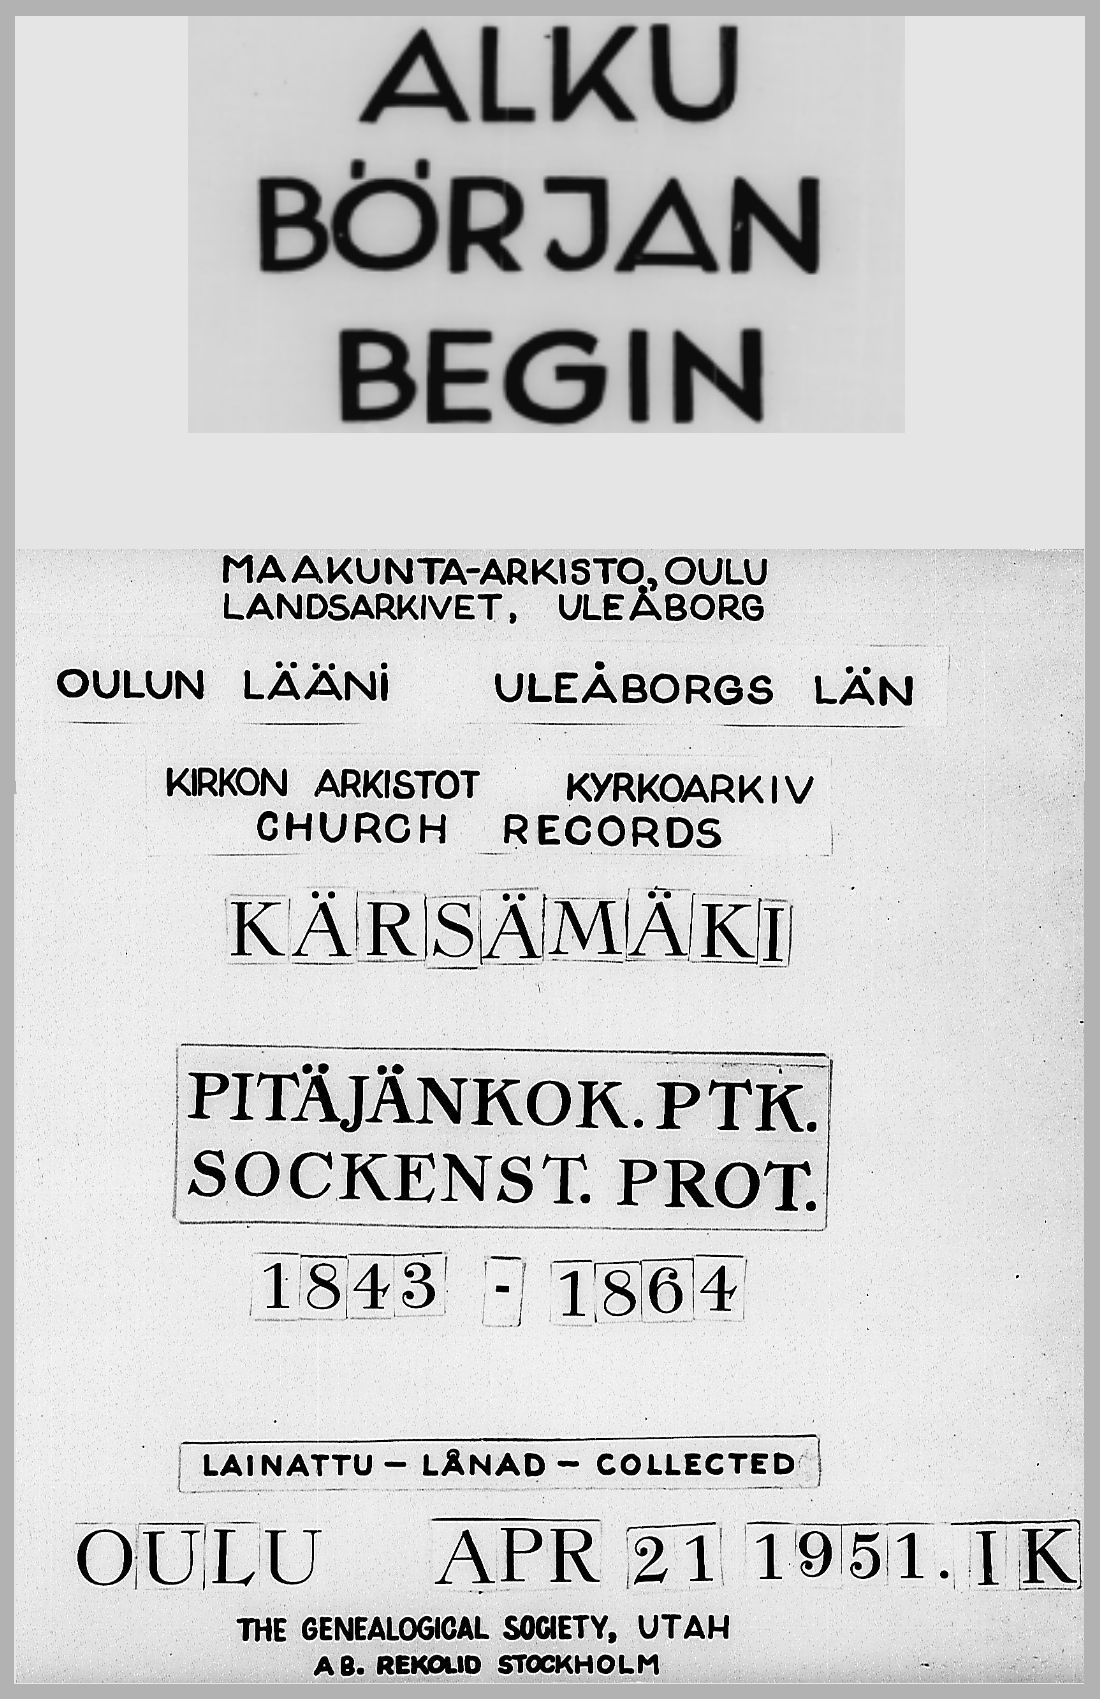 ALKU
BÖRJAN
BEGIN
MAAKUNTA-ARKISTO, OULU
LANDSARKIVET, ULEÅBORG
OULUN LÄÄNI ULEÅBORGS LÄN
KIRKON ARKISTOT KYRKOARKIV
CHURCH RECORDS
KÄRSÄMÄKI
PITÄJÄNKOK. PTK.
SOCKENST. PROT.
1843 - 1864
LAINATTU – LÅNAD – COLLECTED
OULU APR 21 1951. IK
THE GENEALOGICAL SOCIETY, UTAH
AB. REKOLID STOCKHOLM